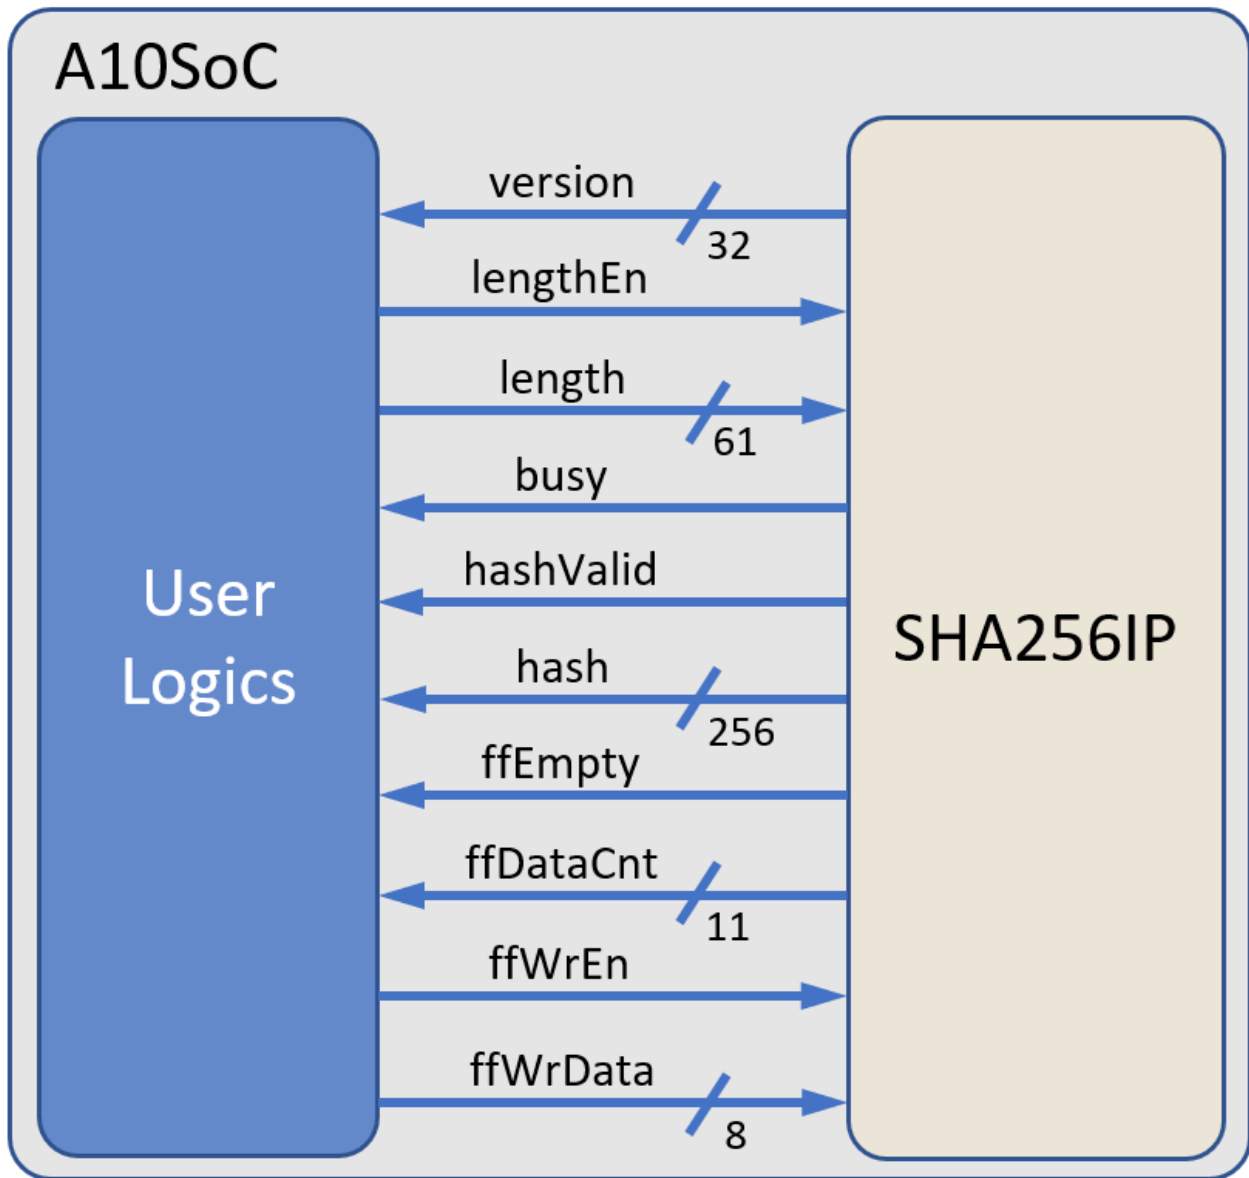 A10SoC
version
32
lengthEn
length
61
busy
hashValid
hash
256
ffEmpty
ffDataCnt
11
ffWrEn
ffWrData
8
User
Logics
SHA256IP